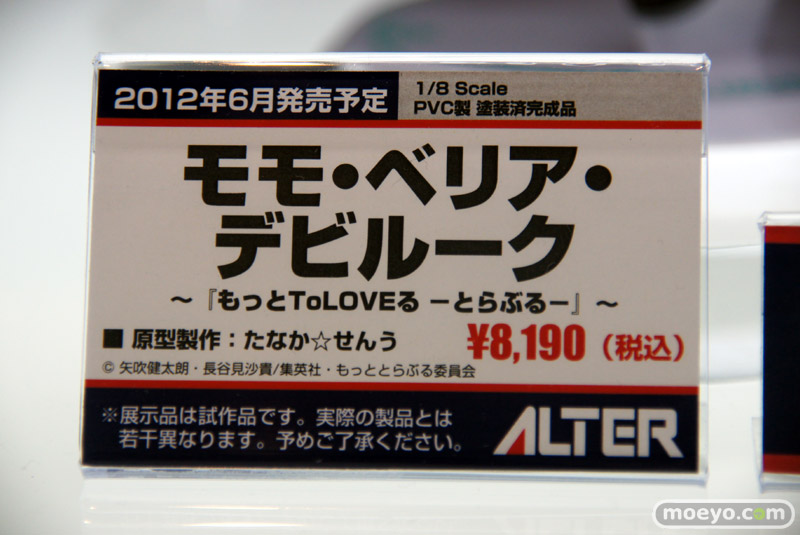 2012年6月発売予定
1/8 Scale
PVC製 塗装済完成品
モモ・ベリア・
デビルーク
～『もっとToLOVEる －とらぶる－』～
■ 原型製作：たなか☆せんう
¥8,190（税込）
© 矢吹健太朗・長谷見沙貴/集英社・もっととらぶる委員会
※展示品は試作品です。実際の製品とは
若干異なります。予めご了承ください。
ALTER
moeyo.com